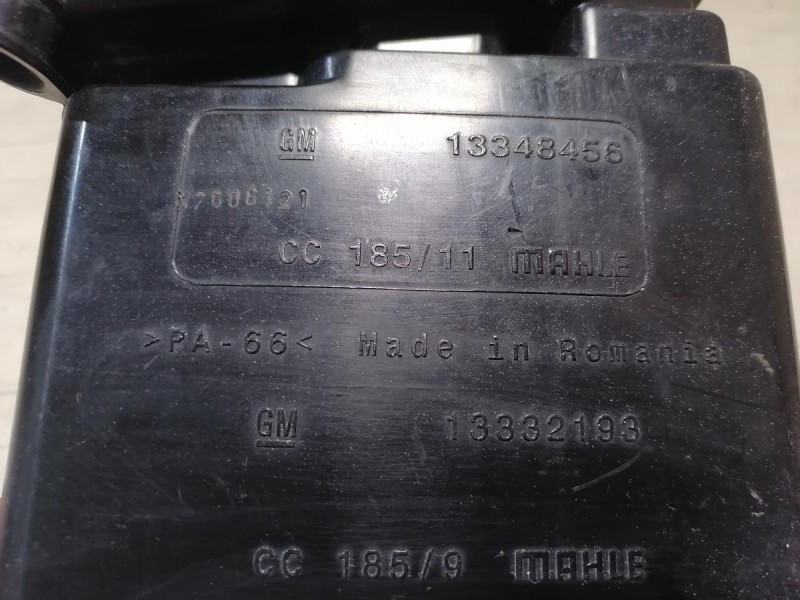 GM 13348456
CC 185/11 MAHLE
>PA-66< Made in Romania
GM 13332193
CC 185/9 MAHLE